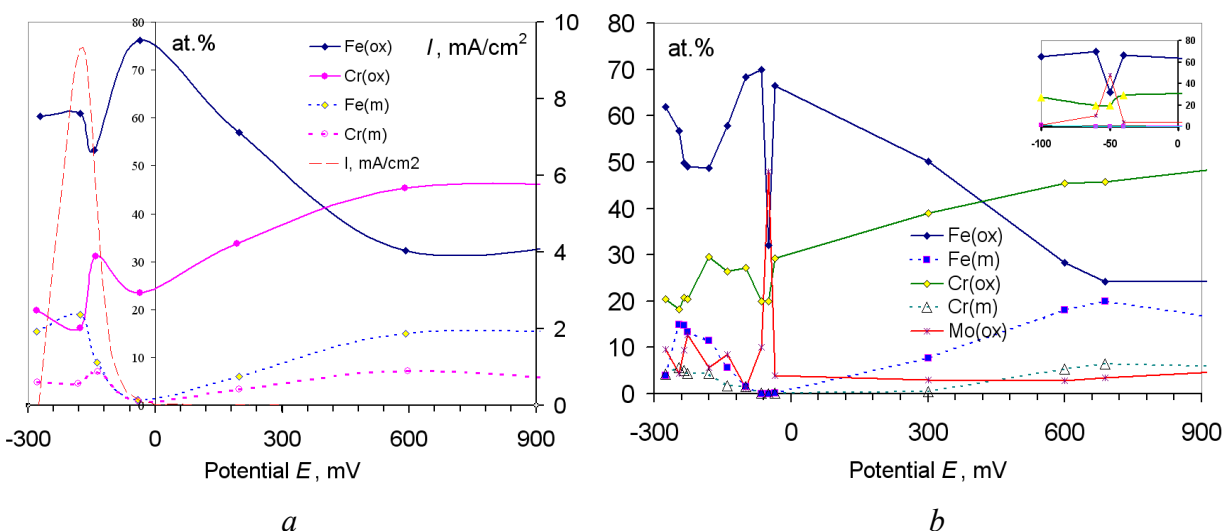 at.%
I, mA/cm2
Fe(ox)
Cr(ox)
Fe(m)
Cr(m)
I, mA/cm2
80
70
60
50
40
30
20
10
0
10
8
6
4
2
0
-300
0
300
600
900
Potential E , mV
a
at.%
80
70
60
50
40
30
20
10
0
80
60
40
20
0
-100
-50
0
Fe(ox)
Fe(m)
Cr(ox)
Cr(m)
Mo(ox)
-300
0
300
600
900
Potential E , mV
b